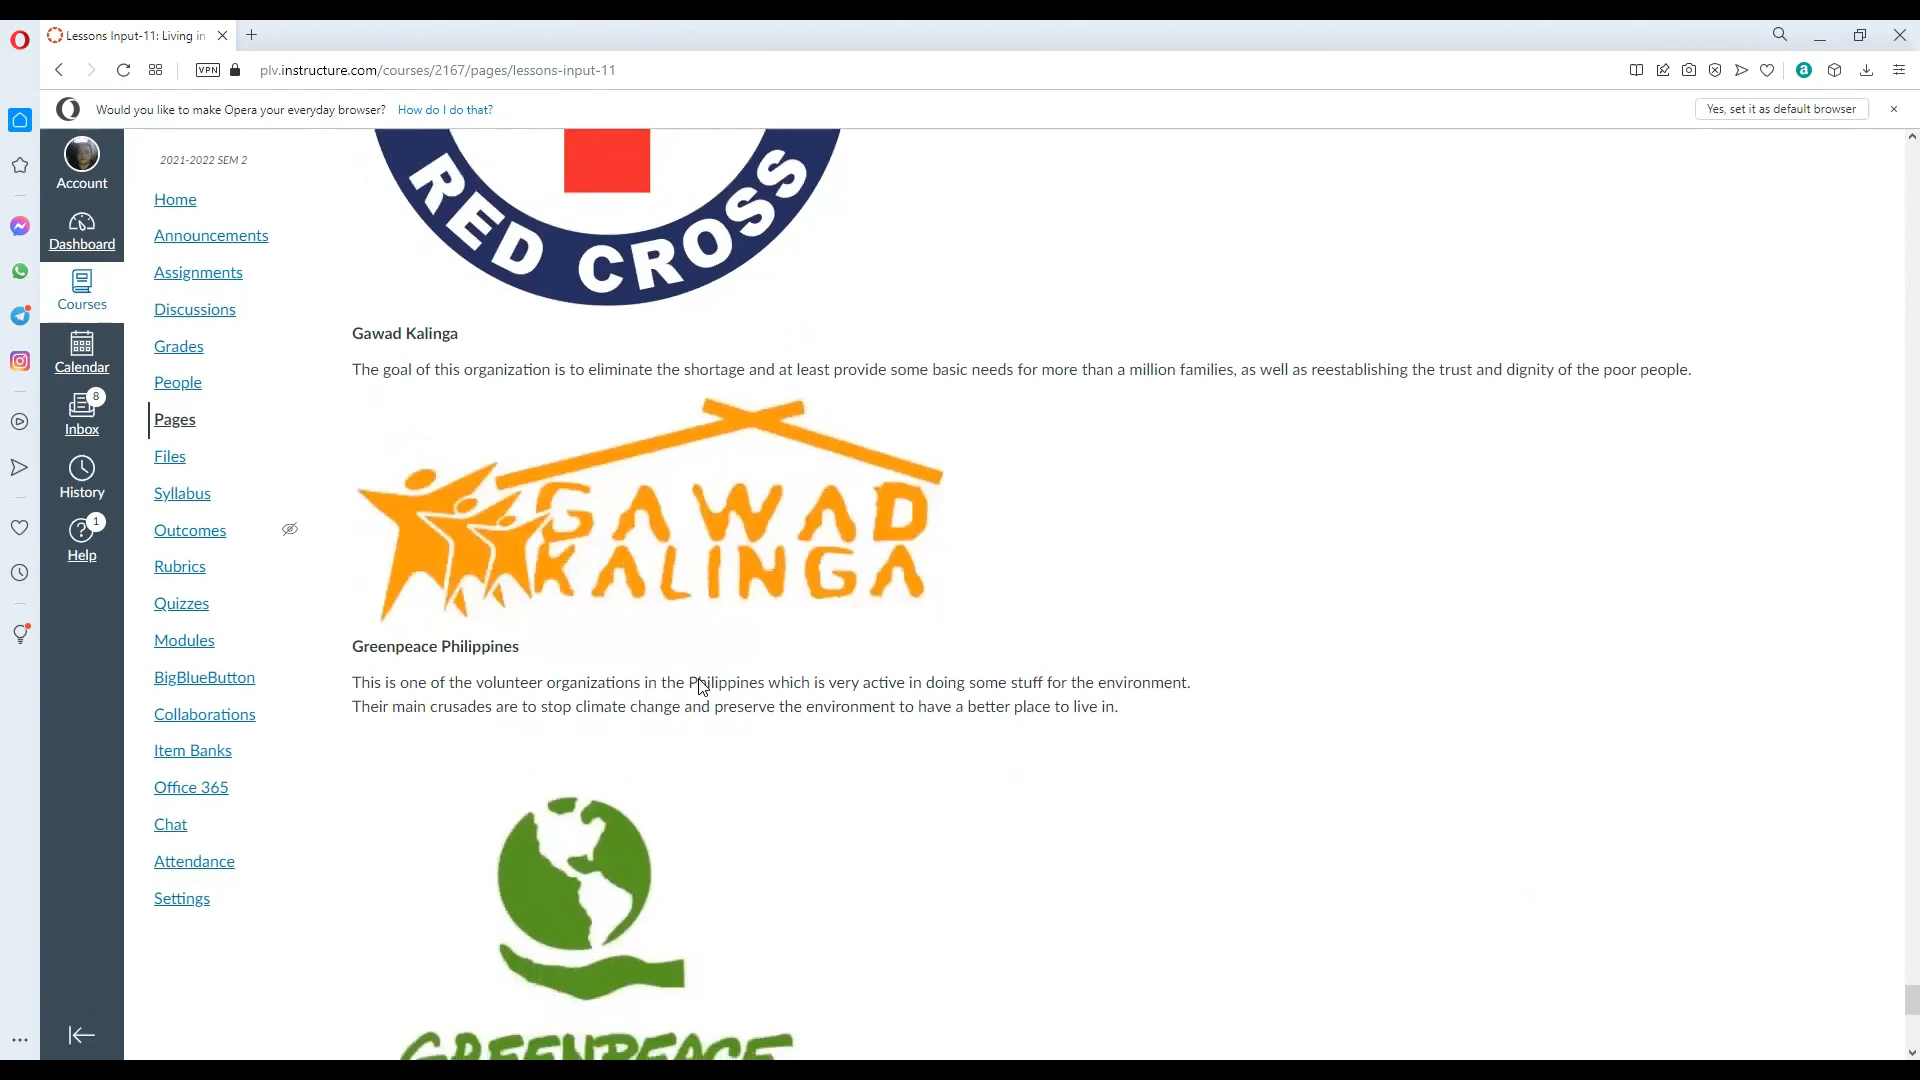 Lessons Input-11: Living in
VPN
plv.instructure.com/courses/2167/pages/lessons-input-11
a
Would you like to make Opera your everyday browser? How do I do that?
Yes, set it as default browser
Account
Dashboard
Courses
Calendar
8
Inbox
History
1
Help
2021-2022 SEM 2
Home
Announcements
Assignments
Discussions
Grades
People
Pages
Files
Syllabus
Outcomes
Rubrics
Quizzes
Modules
BigBlueButton
Collaborations
Item Banks
Office 365
Chat
Attendance
Settings
RED CROSS
Gawad Kalinga
The goal of this organization is to eliminate the shortage and at least provide some basic needs for more than a million families, as well as reestablishing the trust and dignity of the poor people.
GAWAD
KALINGA
Greenpeace Philippines
This is one of the volunteer organizations in the Philippines which is very active in doing some stuff for the environment.
Their main crusades are to stop climate change and preserve the environment to have a better place to live in.
GREENPEACE